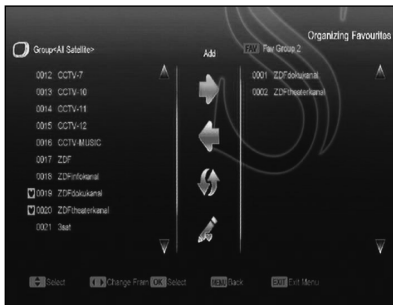 Organizing Favourites
Group<All Satellite>
Add
FAV Fav Group 2
0012 CCTV-7
0013 CCTV-10
0014 CCTV-11
0015 CCTV-12
0016 CCTV-MUSIC
0017 ZDF
0018 ZDFinfokanal
0019 ZDFdokukanal
0020 ZDFtheaterkanal
0021 3sat
0001 ZDFdokukanal
0002 ZDFtheaterkanal
Select Change From OK Select MENU Back EXIT Exit Menu